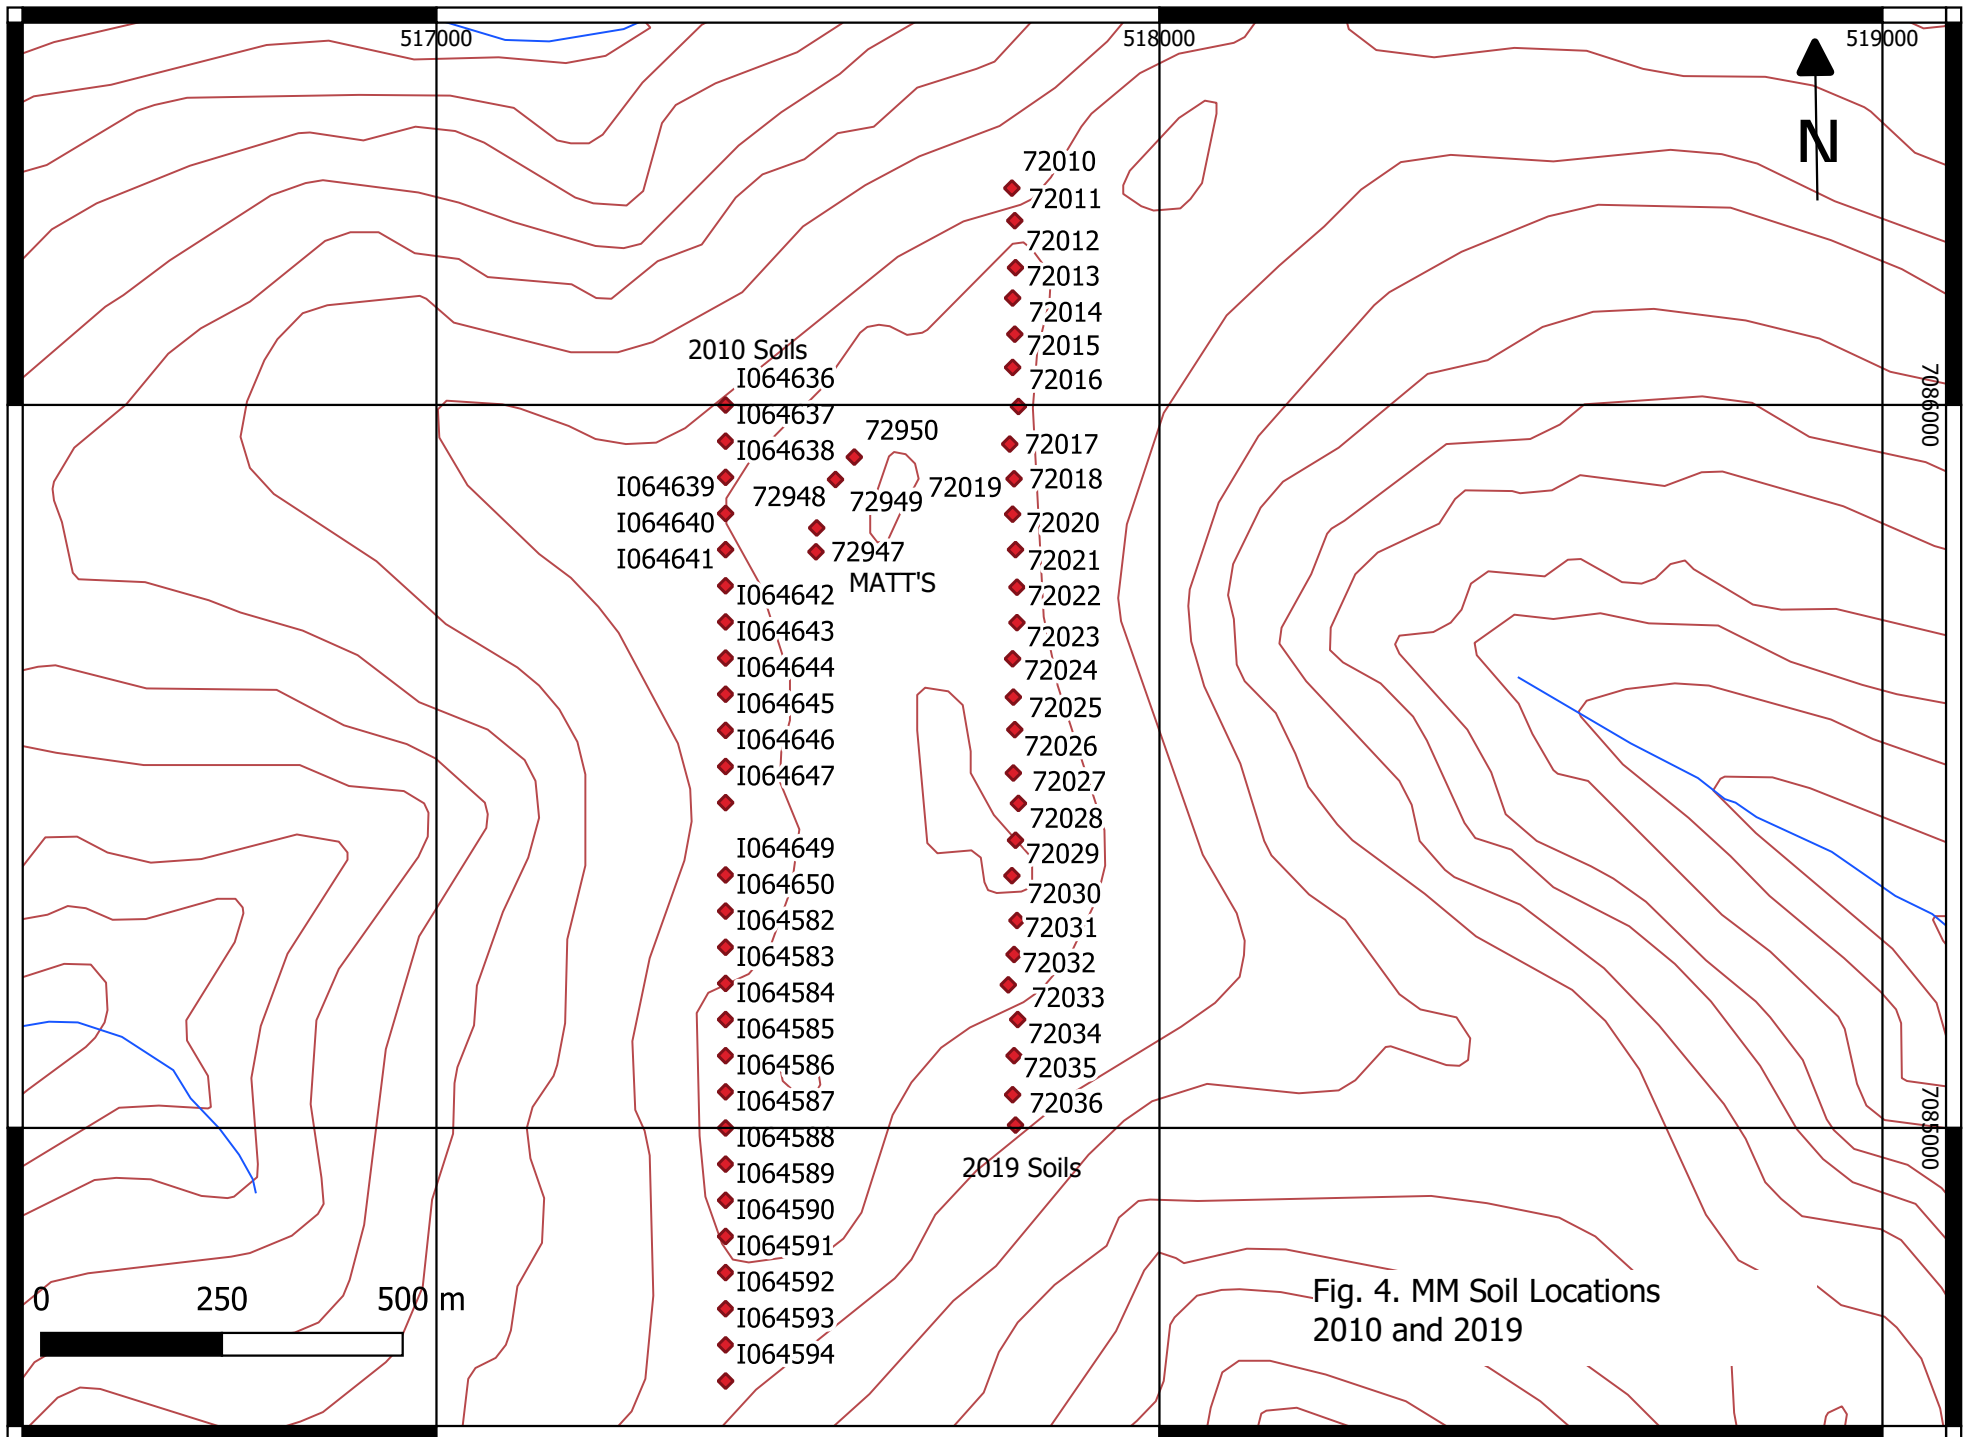 517000
518000
519000
N
72010
72011
72012
72013
72014
72015
72016
2010 Soils
I064636
I064637
I064638
I064639
I064640
I064641
I064642
I064643
I064644
I064645
I064646
I064647
I064649
I064650
I064582
I064583
I064584
I064585
I064586
I064587
I064588
I064589
I064590
I064591
I064592
I064593
I064594
72950
72948
72949
72947
MATT'S
72017
72018
72019
72020
72021
72022
72023
72024
72025
72026
72027
72028
72029
72030
72031
72032
72033
72034
72035
72036
2019 Soils
7086000
7085000
0 250 500 m
Fig. 4. MM Soil Locations
2010 and 2019